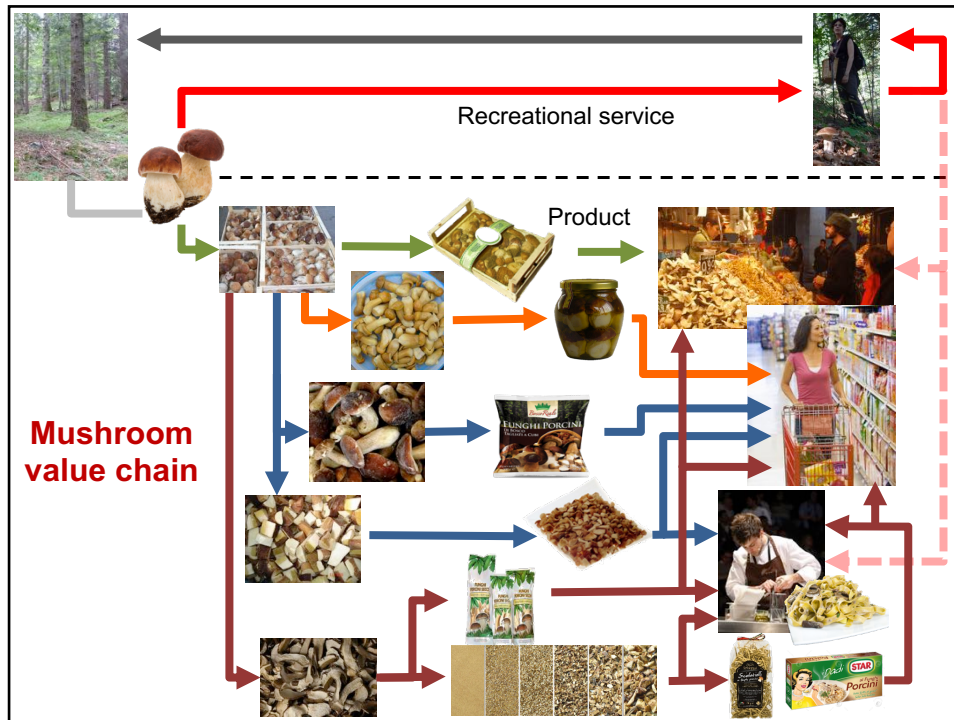 Recreational service
Product
Mushroom
value chain
FUNGHI PORCINI
STAR
Porcini